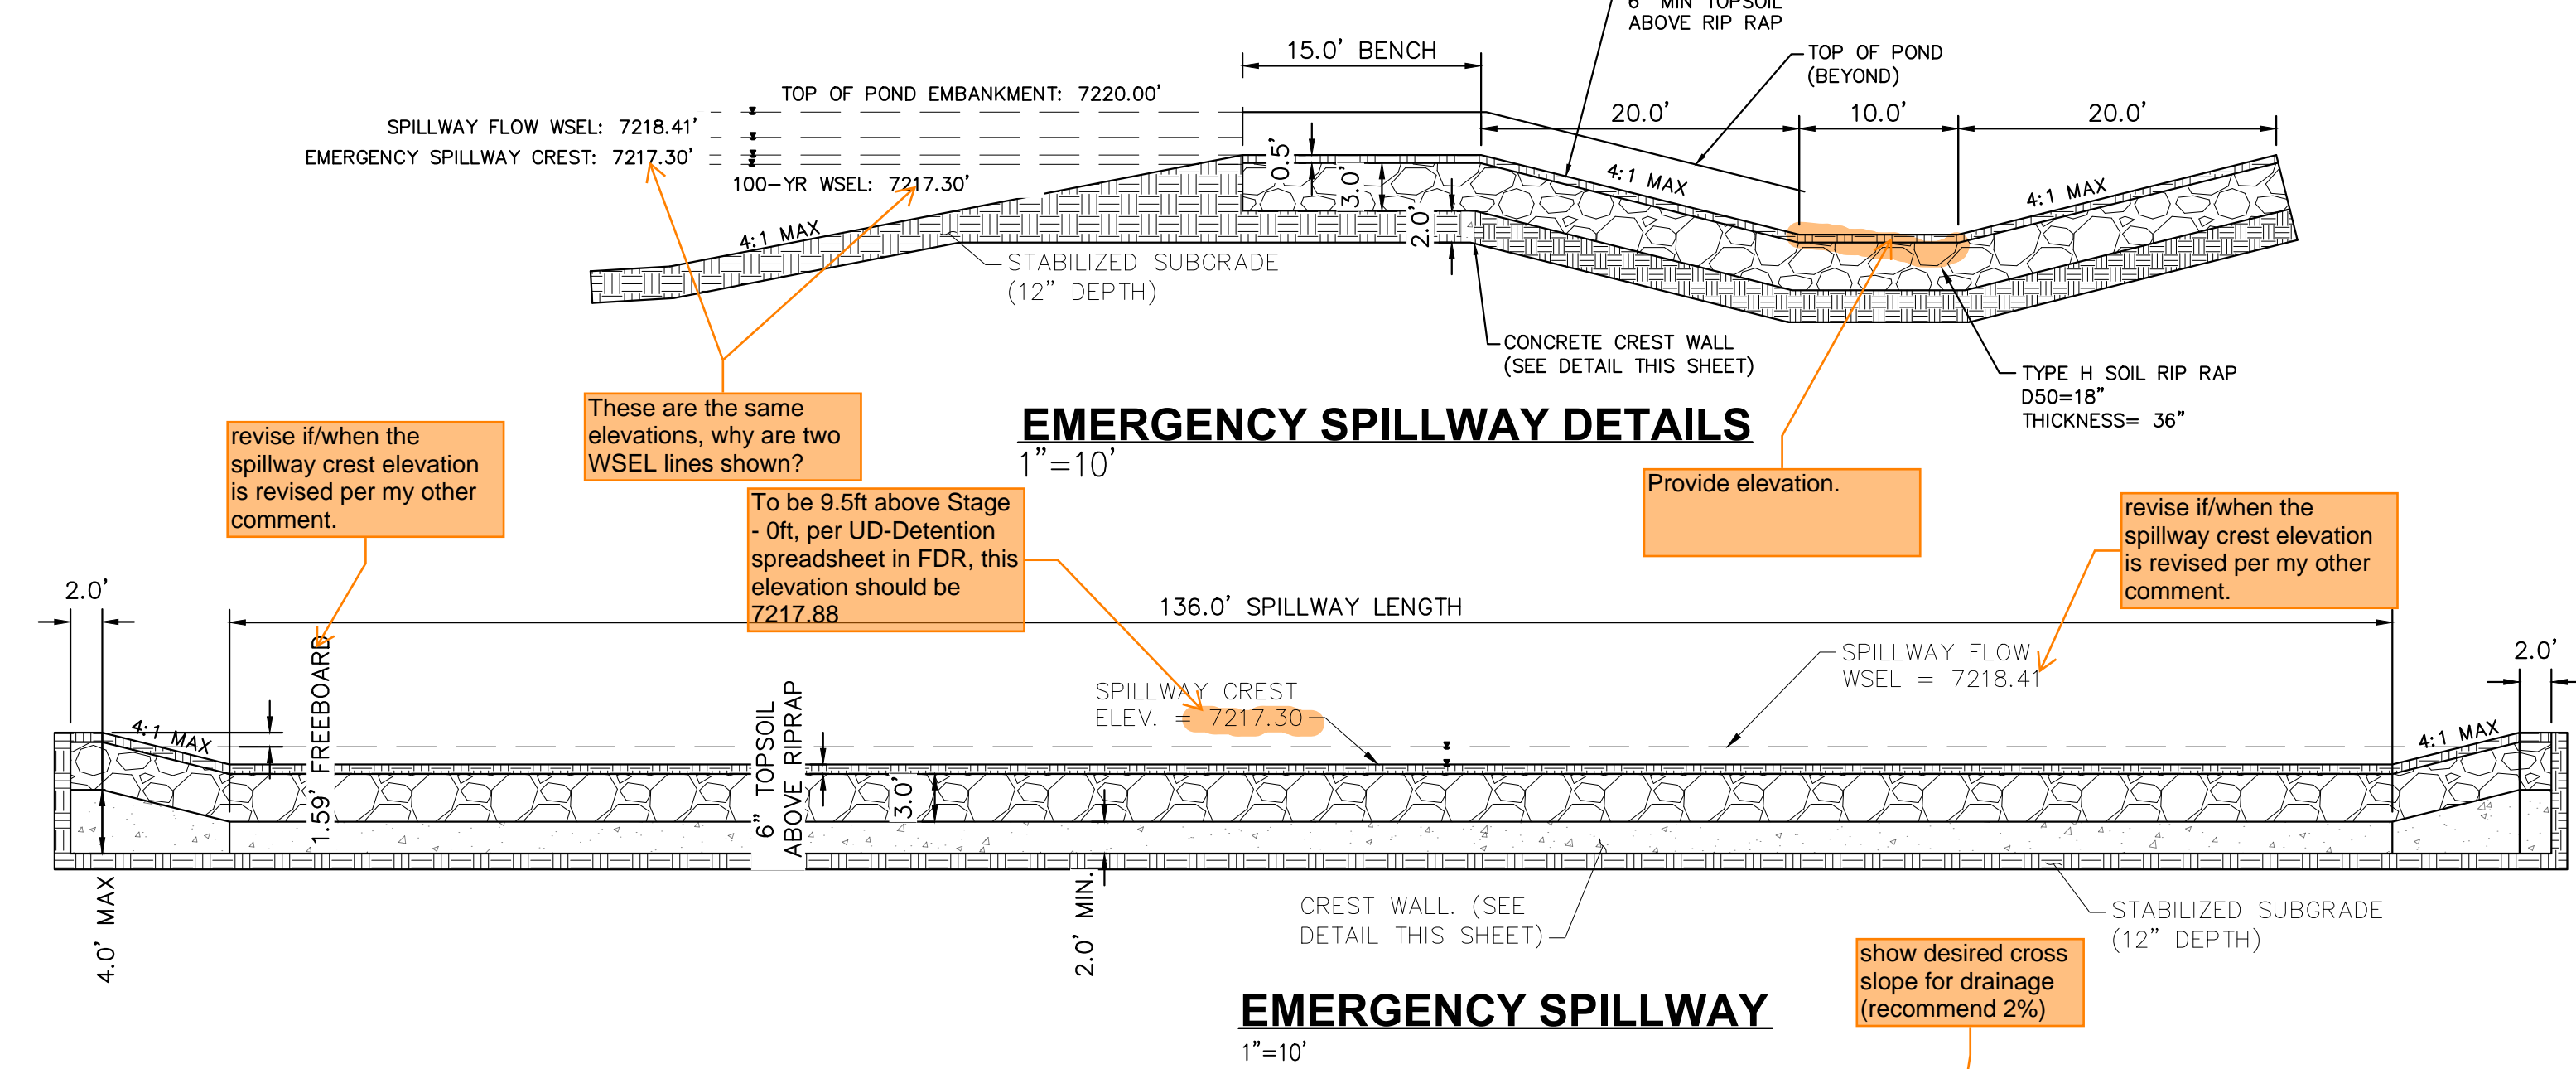 6" MIN TOPSOIL
ABOVE RIP RAP
15.0' BENCH
TOP OF POND
(BEYOND)
TOP OF POND EMBANKMENT: 7220.00'
20.0'
10.0'
20.0'
SPILLWAY FLOW WSEL: 7218.41'
EMERGENCY SPILLWAY CREST: 7217.30'
100-YR WSEL: 7217.30'
0.5'
3.0'
2.0'
4:1 MAX
4:1 MAX
4:1 MAX
STABILIZED SUBGRADE
(12" DEPTH)
CONCRETE CREST WALL
(SEE DETAIL THIS SHEET)
TYPE H SOIL RIP RAP
D50=18"
THICKNESS= 36"
EMERGENCY SPILLWAY DETAILS
1"=10'
These are the same
elevations, why are two
WSEL lines shown?
revise if/when the
spillway crest elevation
is revised per my other
comment.
Provide elevation.
To be 9.5ft above Stage
- 0ft, per UD-Detention
spreadsheet in FDR, this
elevation should be
7217.88
revise if/when the
spillway crest elevation
is revised per my other
comment.
2.0'
136.0' SPILLWAY LENGTH
2.0'
1.59' FREEBOARD
6" TOPSOIL
ABOVE RIPRAP
SPILLWAY CREST
ELEV. = 7217.30
SPILLWAY FLOW
WSEL = 7218.41
4:1 MAX
4:1 MAX
3.0'
4.0' MAX
2.0' MIN.
CREST WALL. (SEE
DETAIL THIS SHEET)
STABILIZED SUBGRADE
(12" DEPTH)
show desired cross
slope for drainage
(recommend 2%)
EMERGENCY SPILLWAY
1"=10'